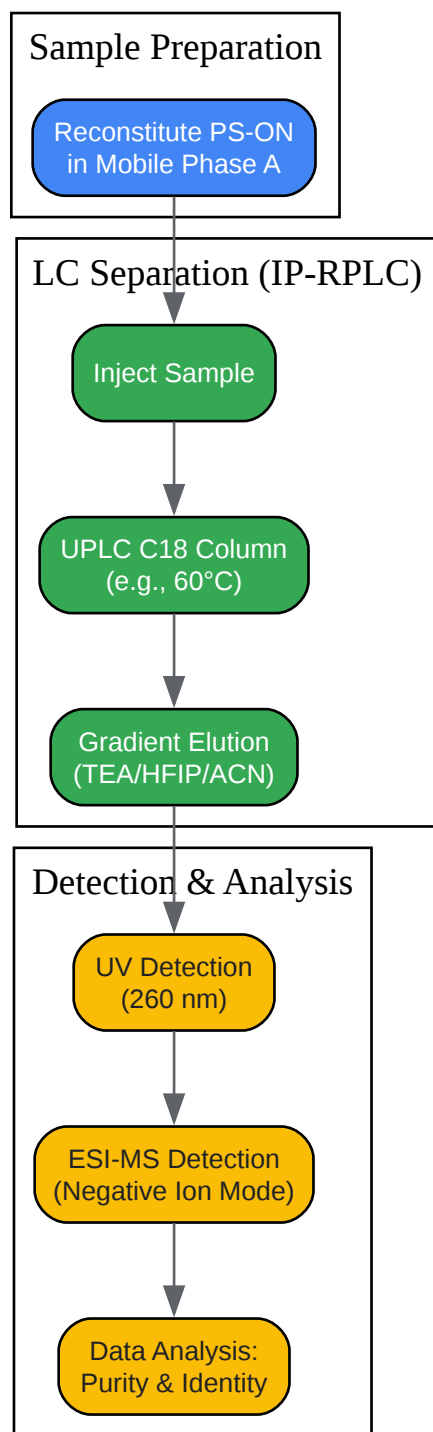 Sample Preparation
Reconstitute PS-ON
in Mobile Phase A
LC Separation (IP-RPLC)
Inject Sample
UPLC C18 Column
(e.g., 60°C)
Gradient Elution
(TEA/HFIP/ACN)
Detection & Analysis
UV Detection
(260 nm)
ESI-MS Detection
(Negative Ion Mode)
Data Analysis:
Purity & Identity